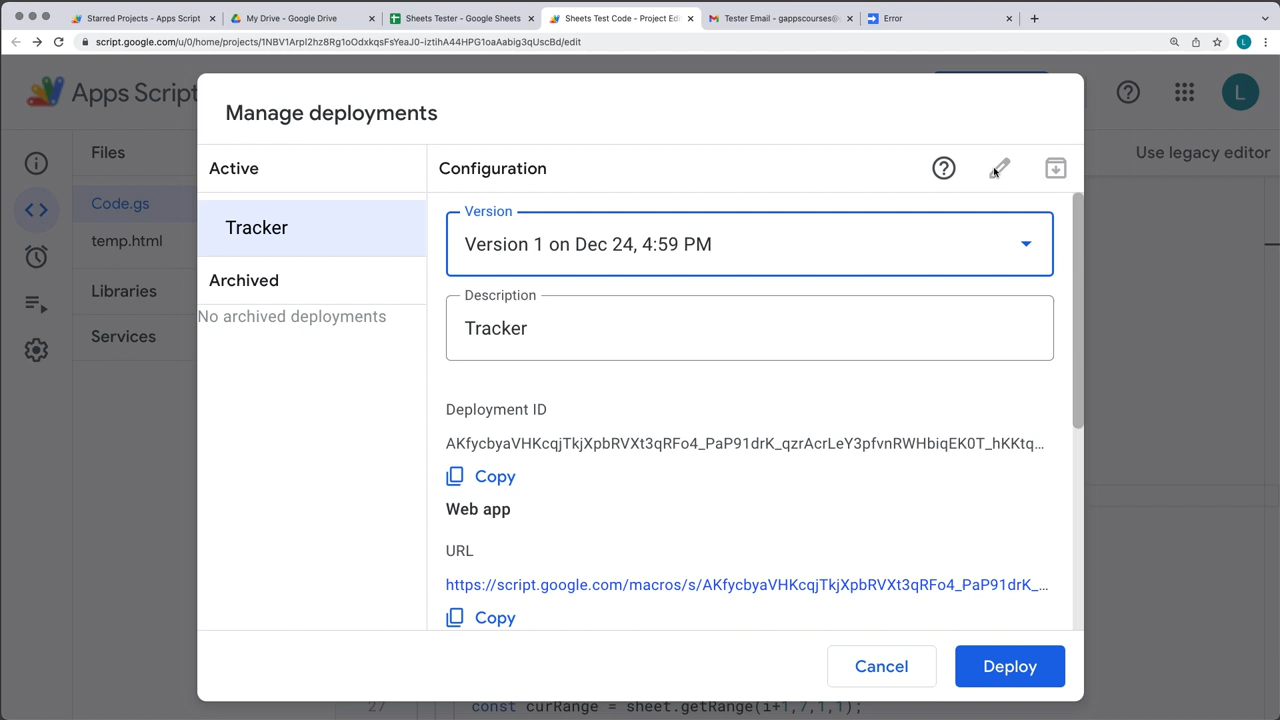 Starred Projects - Apps Script
My Drive - Google Drive
Sheets Tester - Google Sheets
Sheets Test Code - Project Edi
Tester Email - gappscourses@
Error
script.google.com/u/0/home/projects/1NBV1ArpI2hz8Rg1oOdxkqsFsYeaJ0-iztihA44HPG1oaAabig3qUscBd/edit
L
Apps Script
L
Files
Use legacy editor
Code.gs
temp.html
Libraries
Services
Manage deployments
Active
Configuration
Tracker
Archived
No archived deployments
Version
Version 1 on Dec 24, 4:59 PM
Description
Tracker
Deployment ID
AKfycbyaVHKcqjTkjXpbRVXt3qRFo4_PaP91drK_qzrAcrLeY3pfvnRWHbiqEK0T_hKKtq...
Copy
Web app
URL
https://script.google.com/macros/s/AKfycbyaVHKcqjTkjXpbRVXt3qRFo4_PaP91drK_...
Copy
Cancel
Deploy
27 const curRange = sheet.getRange(i+1,7,1,1);